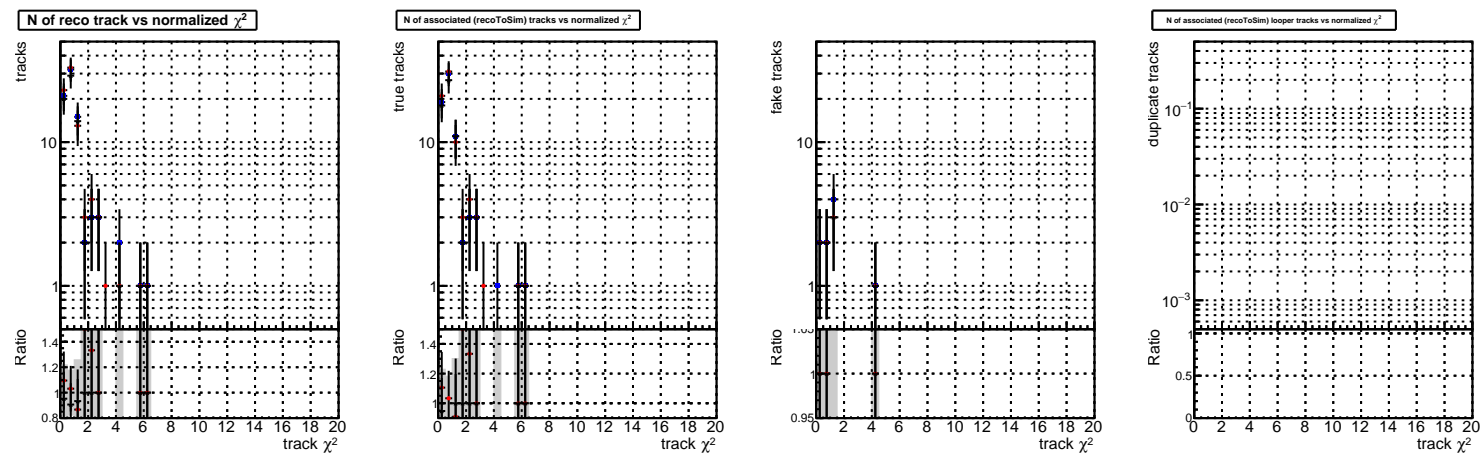 N of reco track vs normalized χ²
tracks
10
1
Ratio
1.4
1.2
1
0.8
0 2 4 6 8 10 12 14 16 18 20
track χ²
N of associated (recoToSim) tracks vs normalized χ²
true tracks
10
1
Ratio
1.4
1.2
1
0 2 4 6 8 10 12 14 16 18 20
track χ²
fake tracks
10
1
Ratio
1.05
1
0.95
0 2 4 6 8 10 12 14 16 18 20
track χ²
N of associated (recoToSim) looper tracks vs normalized χ²
duplicate tracks
10⁻¹
10⁻²
10⁻³
Ratio
1
0.5
0
0 2 4 6 8 10 12 14 16 18 20
track χ²